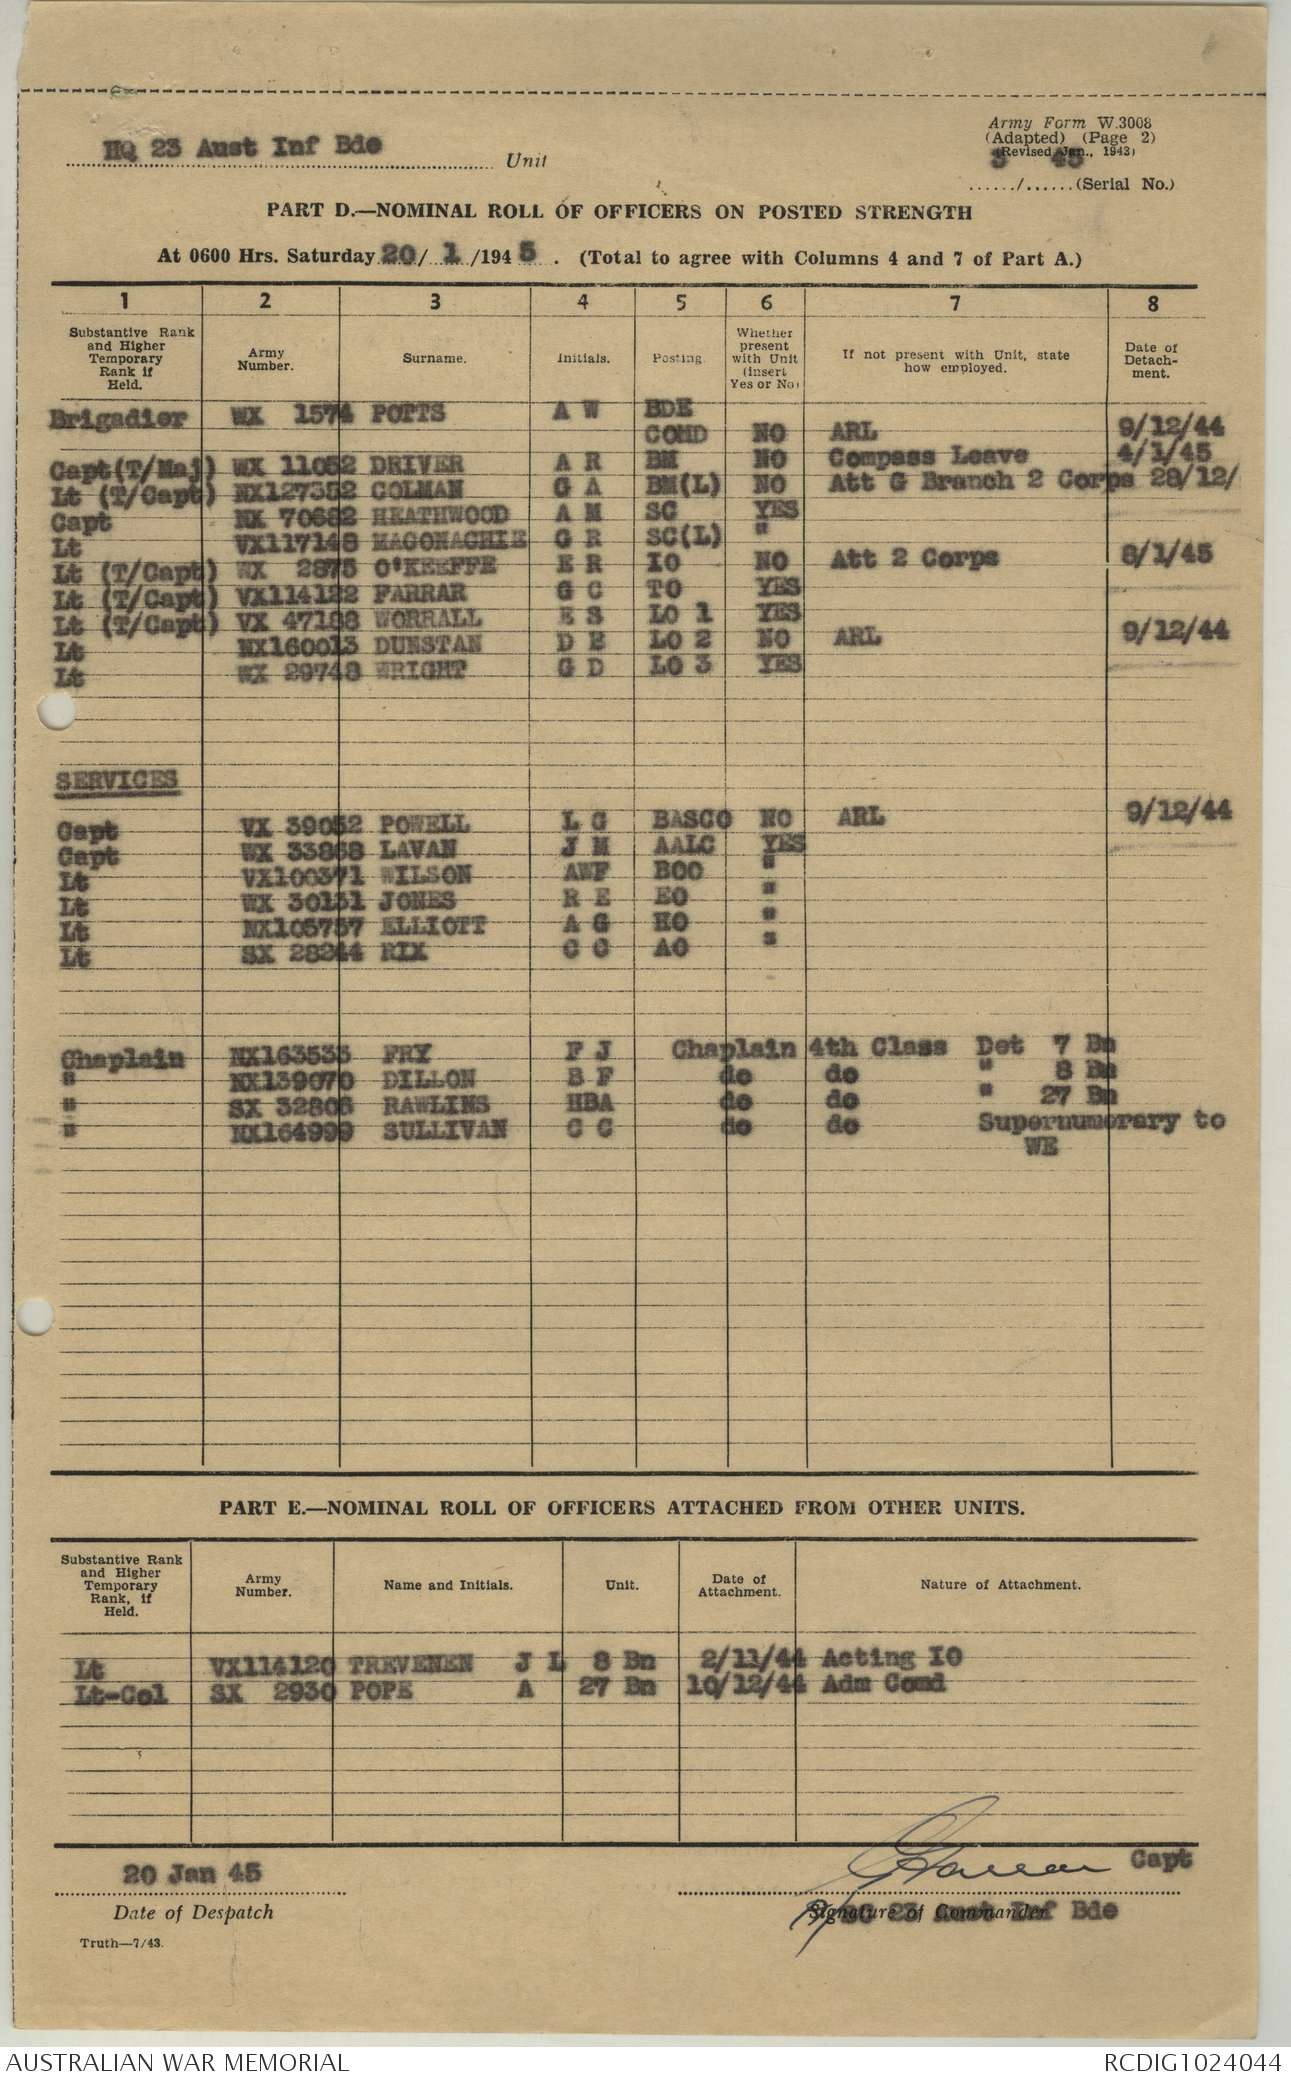 HQ 23 Aust Inf Bde Unit
Army Form W.3008
(Adapted) (Page 2)
(Revised Jan., 1943)
3 45
....../......(Serial No.)
PART D.—NOMINAL ROLL OF OFFICERS ON POSTED STRENGTH
At 0600 Hrs. Saturday 20/ 1 /194 5 . (Total to agree with Columns 4 and 7 of Part A.)
1 2 3 4 5 6 7 8
Substantive Rank and Higher Temporary Rank if Held. Army Number. Surname. Initials. Posting. Whether present with Unit (insert Yes or No) If not present with Unit, state how employed. Date of Detachment.
Brigadier WX 1574 POTTS A W BDE
COMD NO ARL 9/12/44
Capt(T/Maj) WX 11052 DRIVER A R BM NO Compass Leave 4/1/45
Lt (T/Capt) NX127352 COLMAN G A BM(L) NO Att G Branch 2 Corps 28/12/
Capt NX 70682 HEATHWOOD A M SC YES
Lt VX117148 MACONACHIE G R SC(L) "
Lt (T/Capt) WX 2875 O'KEEFFE E R IO NO Att 2 Corps 8/1/45
Lt (T/Capt) VX114122 FARRAR G C TO YES
Lt (T/Capt) VX 47188 WORRALL E S LO 1 YES
Lt NX160013 DUNSTAN D E LO 2 NO ARL 9/12/44
Lt WX 29748 WRIGHT G D LO 3 YES
SERVICES
Capt VX 39052 POWELL L G BASCO NO ARL 9/12/44
Capt WX 33868 LAVAN J M AALC YES
Lt VX100371 WILSON AWF BOO "
Lt WX 30131 JONES R E EO "
Lt NX105757 ELLIOTT A G HO "
Lt SX 28244 RIX C C AO "
Chaplain NX163533 FRY F J Chaplain 4th Class Det 7 Bn
" NX139070 DILLON B F do do " 8 Bn
" SX 32808 RAWLINS HBA do do " 27 Bn
" NX164999 SULLIVAN C C do do Supernumerary to
WE
PART E.—NOMINAL ROLL OF OFFICERS ATTACHED FROM OTHER UNITS.
Substantive Rank and Higher Temporary Rank, if Held. Army Number. Name and Initials. Unit. Date of Attachment. Nature of Attachment.
Lt VX114120 TREVENEN J L 8 Bn 2/11/44 Acting IO
Lt-Col SX 2930 POPE A 27 Bn 10/12/44 Adm Comd
20 Jan 45
Capt
Date of Despatch
Signature of Commander
SC 23 Aust Inf Bde
Truth—7/43.
AUSTRALIAN WAR MEMORIAL RCDIG1024044